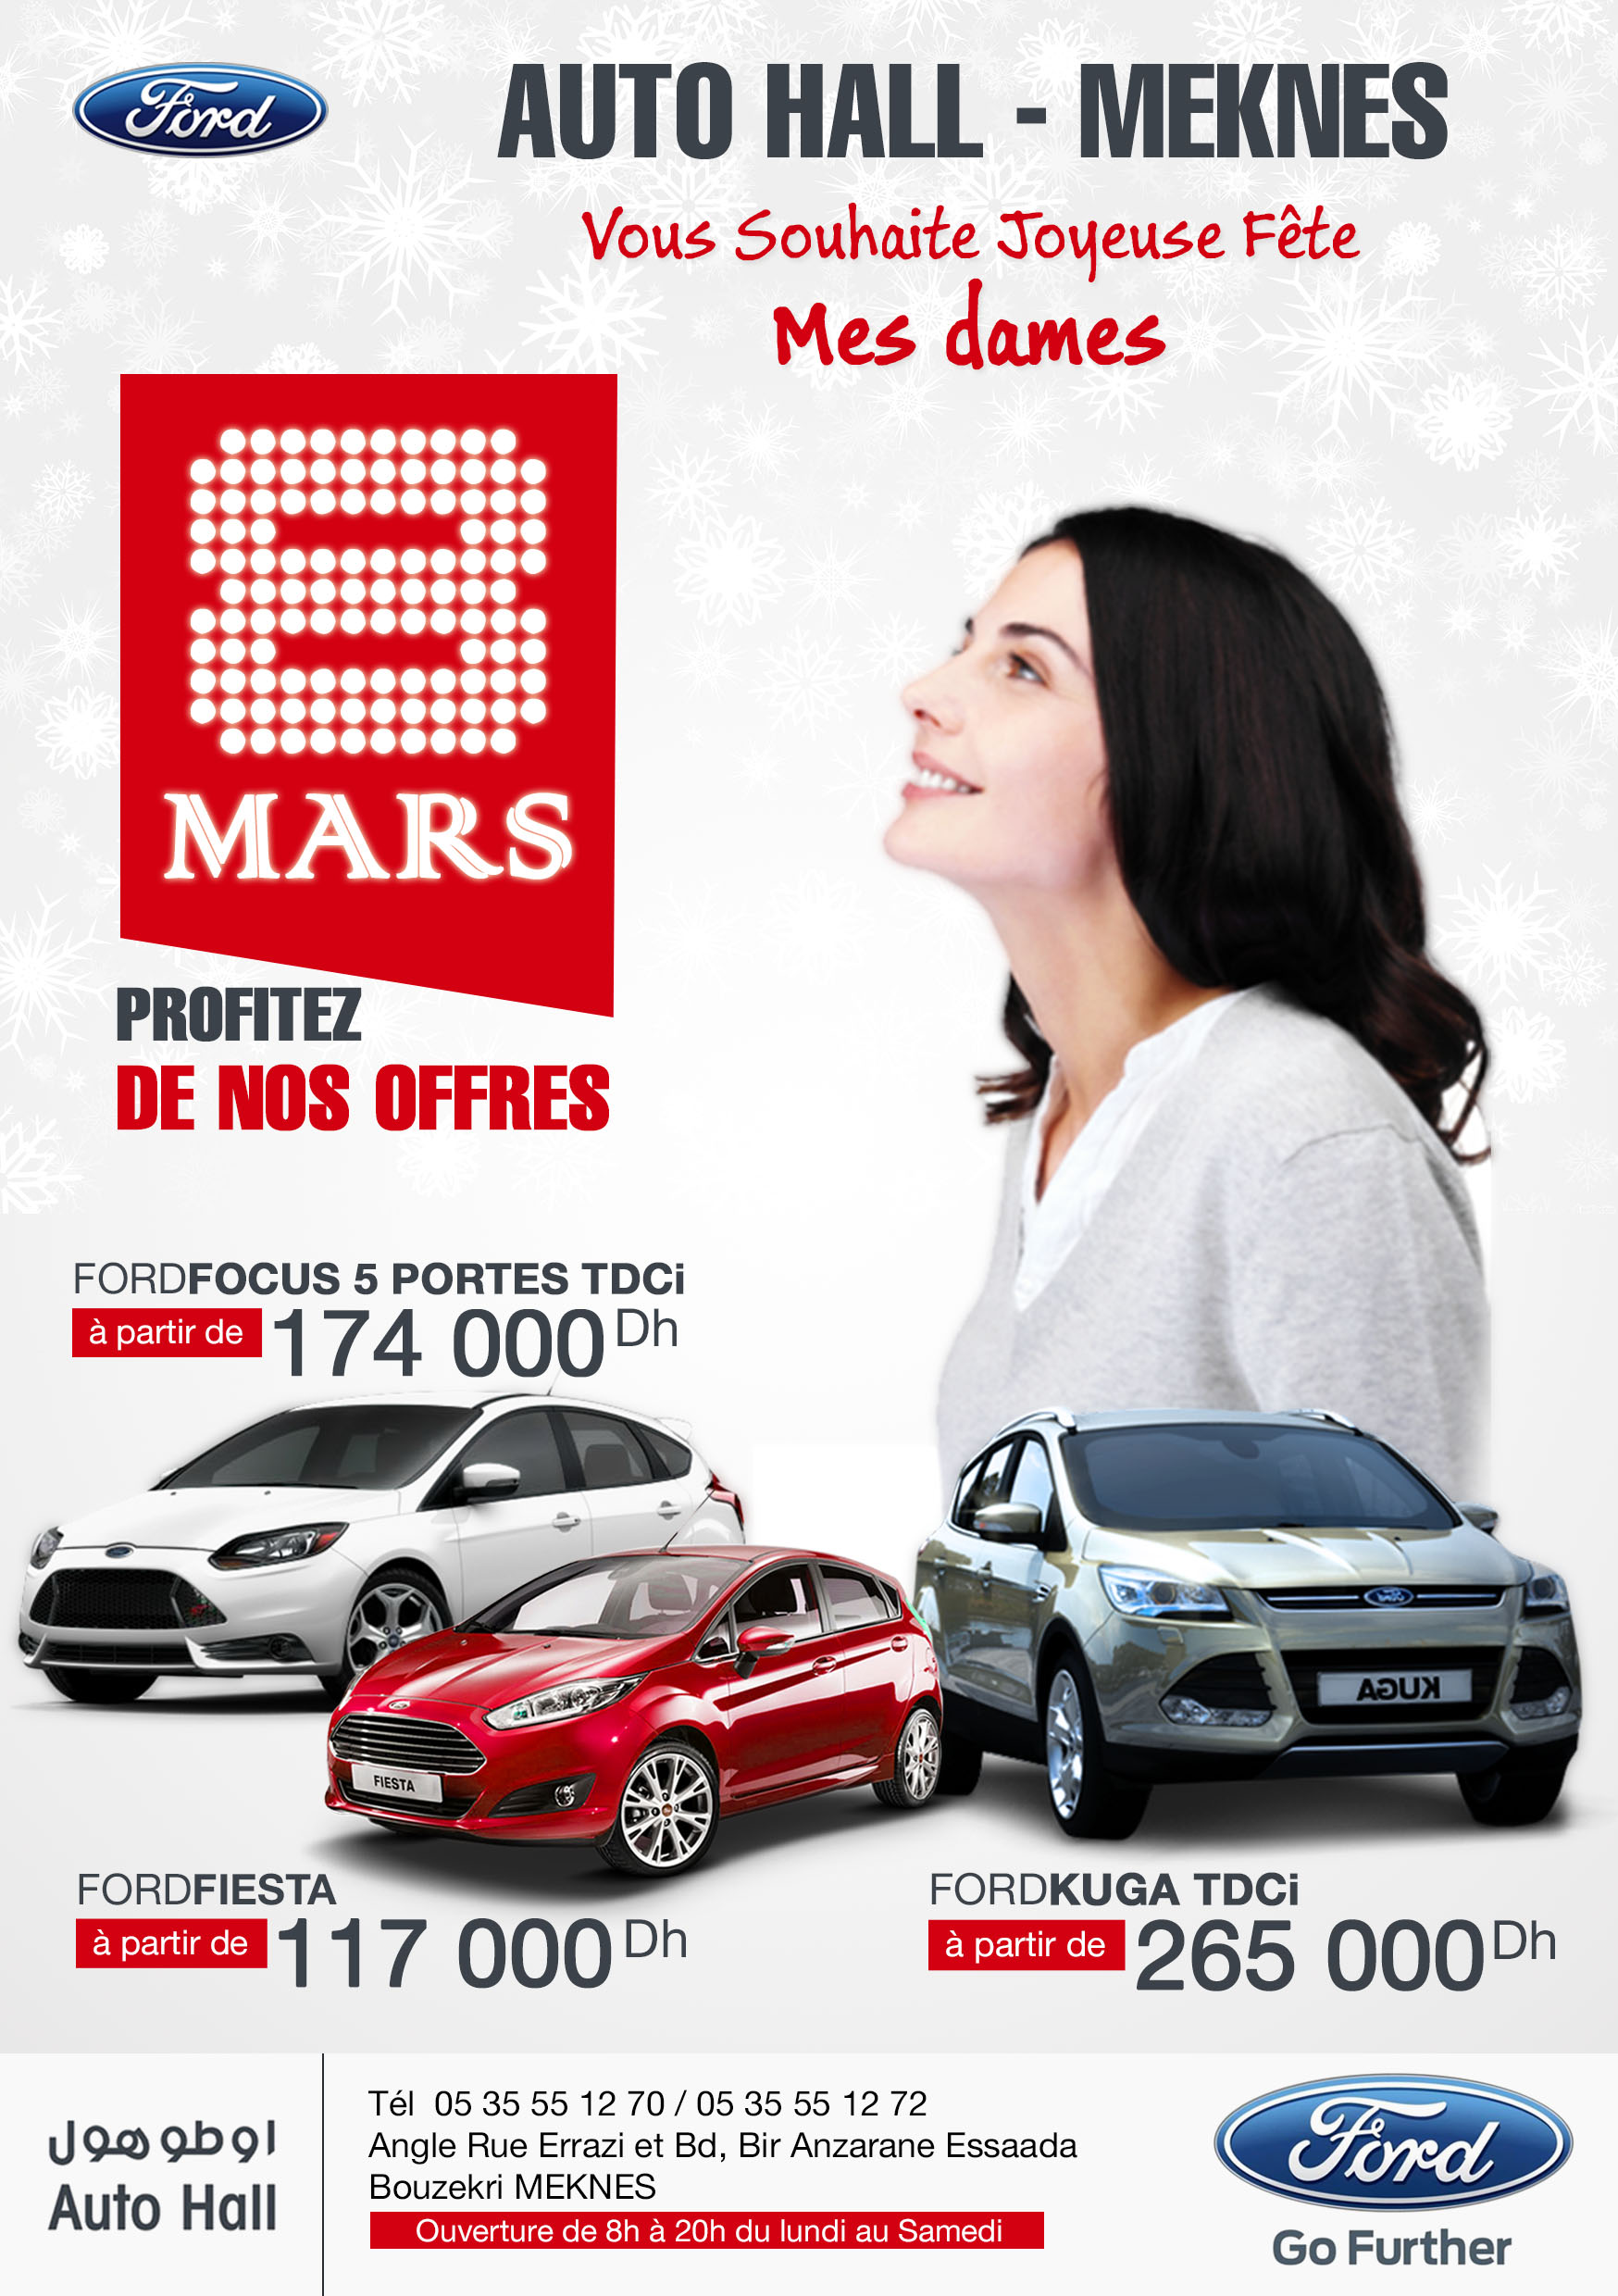 Ford
AUTO HALL - MEKNES
Vous Souhaite Joyeuse Fête
Mes dames
8
MARS
PROFITEZ
DE NOS OFFRES
FORDFOCUS 5 PORTES TDCi
à partir de 174 000 Dh
FIESTA
KUGA
FORDFIESTA
à partir de 117 000 Dh
FORDKUGA TDCi
à partir de 265 000 Dh
اوطو هول
Auto Hall
Tél 05 35 55 12 70 / 05 35 55 12 72
Angle Rue Errazi et Bd, Bir Anzarane Essaada
Bouzekri MEKNES
Ouverture de 8h à 20h du lundi au Samedi
Ford
Go Further